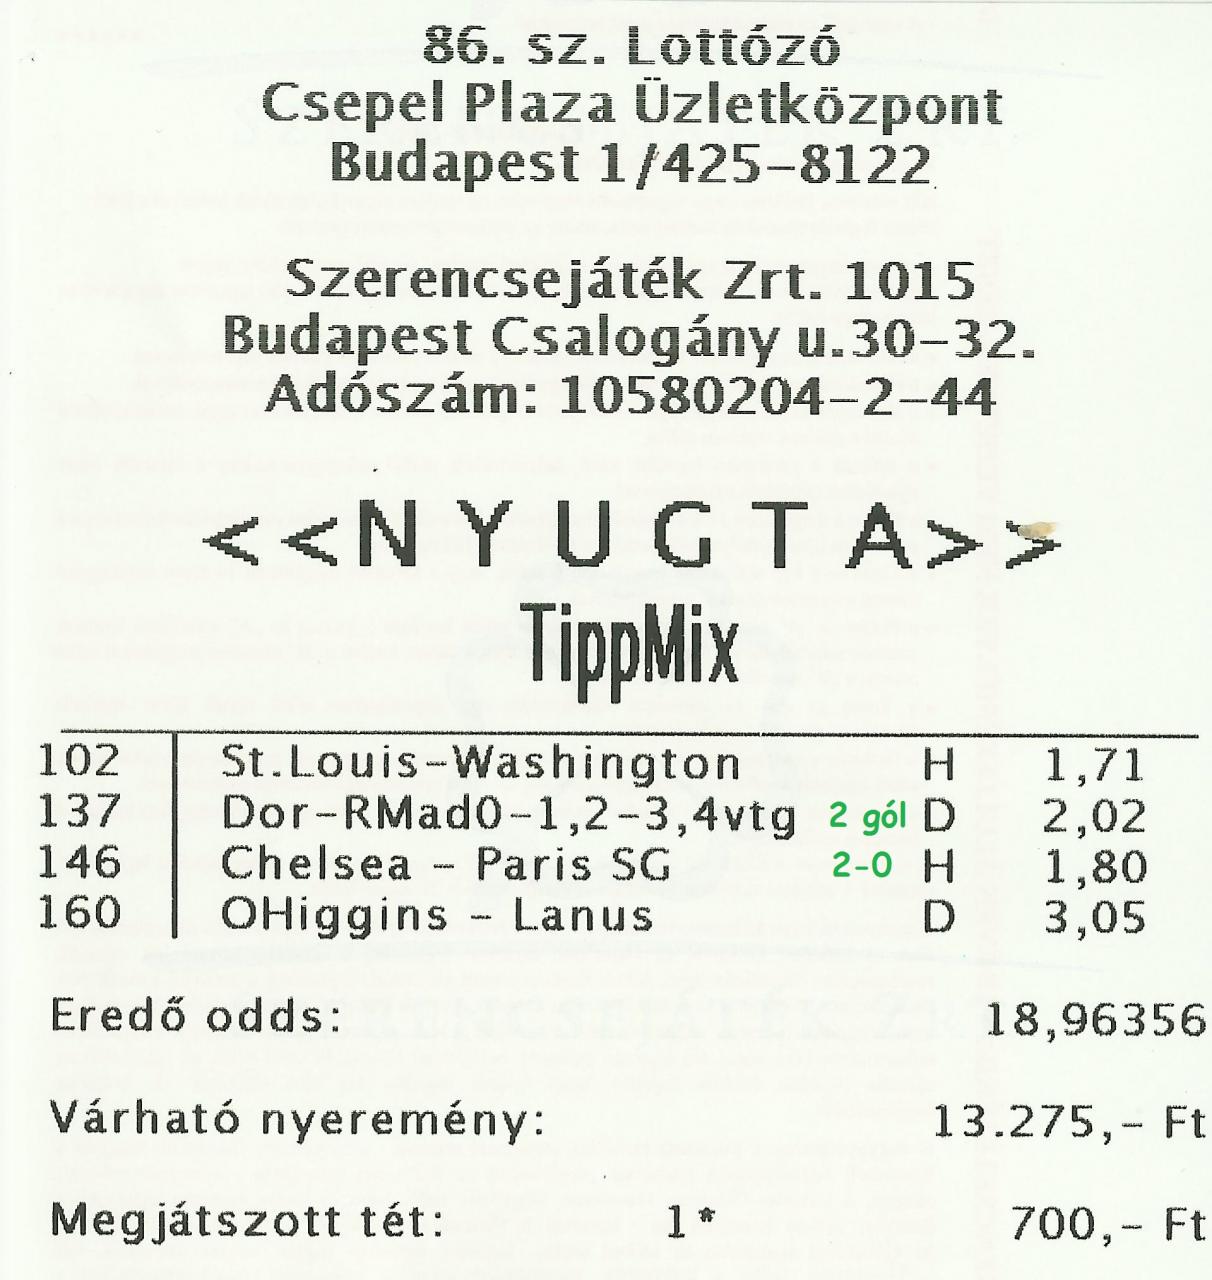 86. sz. Lottózó
Csepel Plaza Üzletközpont
Budapest 1/425-8122
Szerencsejáték Zrt. 1015
Budapest Csalogány u.30-32.
Adószám: 10580204-2-44
<<N Y U G T A>>
TippMix
102 St.Louis-Washington H 1,71
137 Dor-RMad0-1,2-3,4vtg 2 gól D 2,02
146 Chelsea - Paris SG 2-0 H 1,80
160 OHiggins - Lanus D 3,05
Eredő odds: 18,96356
Várható nyeremény: 13.275,- Ft
Megjátszott tét: 1* 700,- Ft